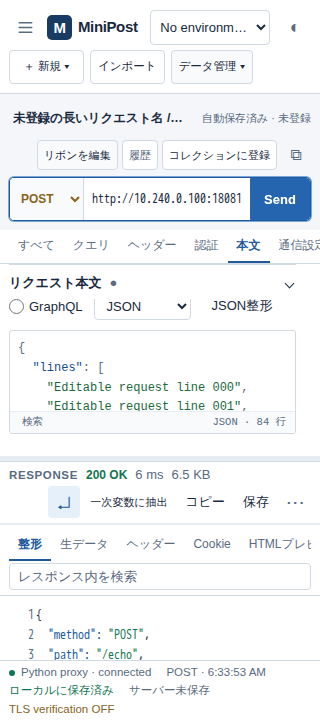 M MiniPost No environm…
+ 新規 ▾ インポート データ管理 ▾
未登録の長いリクエスト名 /… 自動保存済み · 未登録
リボンを編集 履歴 コレクションに登録
POST http://10.240.0.100:18081 Send
すべて クエリ ヘッダー 認証 本文 通信設定
リクエスト本文 ●
GraphQL JSON JSON整形
{
"lines": [
"Editable request line 000",
"Editable request line 001",
検索 JSON · 84 行
RESPONSE 200 OK 6 ms 6.5 KB
一次変数に抽出 コピー 保存 ···
整形 生データ ヘッダー Cookie HTMLプレビ
レスポンス内を検索
1 {
2 "method": "POST",
3 "path": "/echo",
Python proxy · connected POST · 6:33:53 AM
ローカルに保存済み サーバー未保存
TLS verification OFF